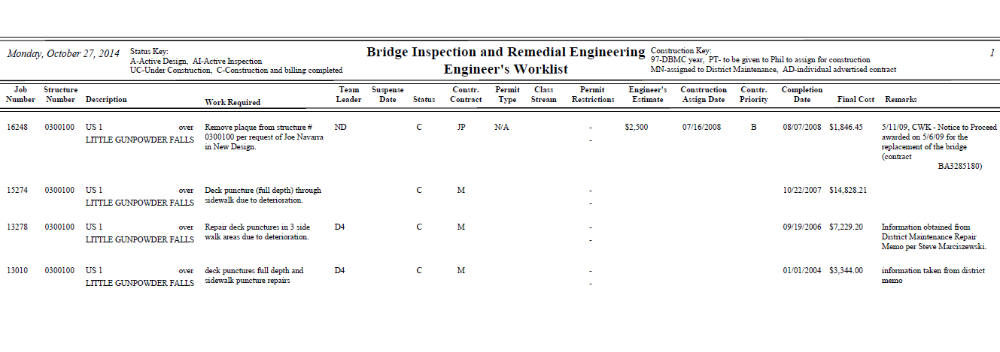 Monday, October 27, 2014 Status Key: Bridge Inspection and Remedial Engineering Construction Key: 1
A-Active Design, AI-Active Inspection 97-DBMC year, PT- to be given to Phil to assign for construction
UC-Under Construction, C-Construction and billing completed Engineer's Worklist MN-assigned to District Maintenance, AD-individual advertised contract
Job Structure Team Suspense Constr. Permit Class Permit Engineer's Construction Constr. Completion
Number Number Description Work Required Leader Date Status Contract Type Stream Restrictions Estimate Assign Date Priority Date Final Cost Remarks
16248 0300100 US 1 over Remove plaque from structure # ND C JP N/A - $2,500 07/16/2008 B 08/07/2008 $1,846.45 5/11/09, CWK - Notice to Proceed
LITTLE GUNPOWDER FALLS 0300100 per request of Joe Navarra - awarded on 5/6/09 for the
in New Design. replacement of the bridge
(contract
BA3285180)
15274 0300100 US 1 over Deck puncture (full depth) through C M - 10/22/2007 $14,828.21
LITTLE GUNPOWDER FALLS sidewalk due to deterioration. -
13278 0300100 US 1 over Repair deck punctures in 3 side D4 C M - 09/19/2006 $7,229.20 Information obtained from
LITTLE GUNPOWDER FALLS walk areas due to deterioration. - District Maintenance Repair
Memo per Steve Marciszewski.
13010 0300100 US 1 over deck punctures full depth and D4 C M - 01/01/2004 $3,344.00 information taken from district
LITTLE GUNPOWDER FALLS sidewalk puncture repairs - memo